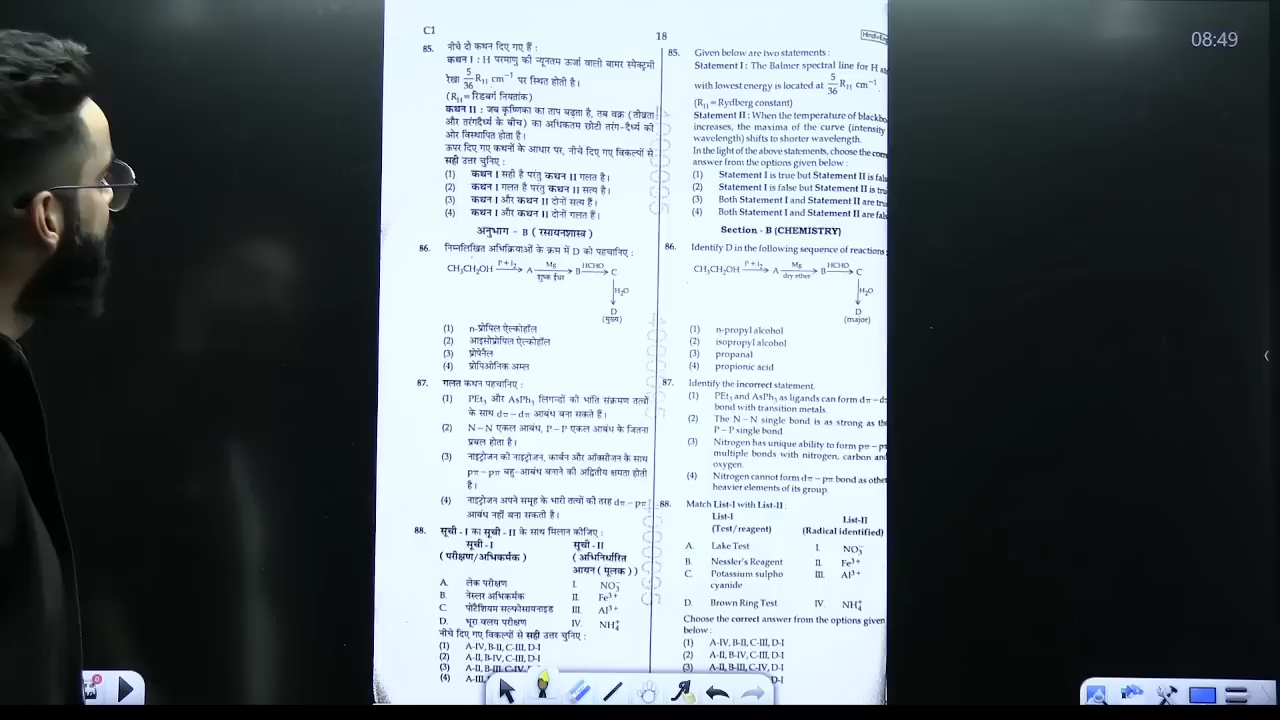 C1
18
08:49
85. नीचे दो कथन दिए गए हैं :
कथन I : H परमाणु की न्यूनतम ऊर्जा वाली बामर स्पेक्ट्रमी
रेखा 5/36 R_H cm⁻¹ पर स्थित होती है।
(R_H = रिडबर्ग नियतांक)
कथन II : जब कृष्णिका का ताप बढ़ता है, तब वक्र (तीव्रता
और तरंगदैर्ध्य के बीच) का अधिकतम छोटी तरंग-दैर्ध्य की
ओर विस्थापित होता है।
ऊपर दिए गए कथनों के आधार पर, नीचे दिए गए विकल्पों से
सही उत्तर चुनिए :
(1) कथन I सही है परंतु कथन II गलत है।
(2) कथन I गलत है परंतु कथन II सत्य है।
(3) कथन I और कथन II दोनों सत्य हैं।
(4) कथन I और कथन II दोनों गलत हैं।
अनुभाग - B ( रसायनशास्त्र )
86. निम्नलिखित अभिक्रियाओं के क्रम में D को पहचानिए :
CH₃CH₂OH P + I₂ → A Mg शुष्क ईथर → B HCHO → C
H₂O
D
(मुख्य)
(1) n-प्रोपिल ऐल्कोहॉल
(2) आइसोप्रोपिल ऐल्कोहॉल
(3) प्रोपेनैल
(4) प्रोपिओनिक अम्ल
87. गलत कथन पहचानिए :
(1) PEt₃ और AsPh₃ लिगन्डों की भांति संक्रमण तत्वों
के साथ dπ – dπ आबंध बना सकते हैं।
(2) N – N एकल आबंध, P – P एकल आबंध के जितना
प्रबल होता है।
(3) नाइट्रोजन की नाइट्रोजन, कार्बन और ऑक्सीजन के साथ
pπ – pπ बहु-आबंध बनाने की अद्वितीय क्षमता होती
है।
(4) नाइट्रोजन अपने समूह के भारी तत्वों की तरह dπ – pπ
आबंध नहीं बना सकती है।
88. सूची - I का सूची - II के साथ मिलान कीजिए :
सूची - I सूची - II
( परीक्षण/अभिकर्मक ) ( अभिनिर्धारित
आयन ( मूलक ) )
A. लेक परीक्षण I. NO₃⁻
B. नेस्लर अभिकर्मक II. Fe³⁺
C. पोटैशियम सल्फोसायनाइड III. Al³⁺
D. भूरा वलय परीक्षण IV. NH₄⁺
नीचे दिए गए विकल्पों से सही उत्तर चुनिए :
(1) A-IV, B-II, C-III, D-I
(2) A-II, B-IV, C-III, D-I
(3) A-II, B-III, C-IV,
(4) A-III,
85. Given below are two statements :
Statement I : The Balmer spectral line for H
with lowest energy is located at 5/36 R_H cm⁻¹.
(R_H = Rydberg constant)
Statement II : When the temperature of
increases, the maxima of the curve (intensity
wavelength) shifts to shorter wavelength.
In the light of the above statements, choose the
answer from the options given below :
(1) Statement I is true but Statement II is
(2) Statement I is false but Statement II is
(3) Both Statement I and Statement II are
(4) Both Statement I and Statement II are
Section - B (CHEMISTRY)
86. Identify D in the following sequence of reactions :
CH₃CH₂OH P + I₂ → A Mg dry ether → B HCHO → C
H₂O
D
(major)
(1) n-propyl alcohol
(2) isopropyl alcohol
(3) propanal
(4) propionic acid
87. Identify the incorrect statement.
(1) PEt₃ and AsPh₃ as ligands can form dπ –
bond with transition metals.
(2) The N – N single bond is as strong as
P – P single bond
(3) Nitrogen has unique ability to form pπ –
multiple bonds with nitrogen, carbon and
oxygen.
(4) Nitrogen cannot form dπ – pπ bond as
heavier elements of its group.
88. Match List-I with List-II :
List-I List-II
(Test/reagent) (Radical identified)
A. Lake Test I. NO₃⁻
B. Nessler's Reagent II. Fe³⁺
C. Potassium sulpho III. Al³⁺
cyanide
D. Brown Ring Test IV. NH₄⁺
Choose the correct answer from the options given
below :
(1) A-IV, B-II, C-III, D-I
(2) A-II, B-IV, C-III, D-I
(3) A-II, B-III, C-IV, D-I
D-I